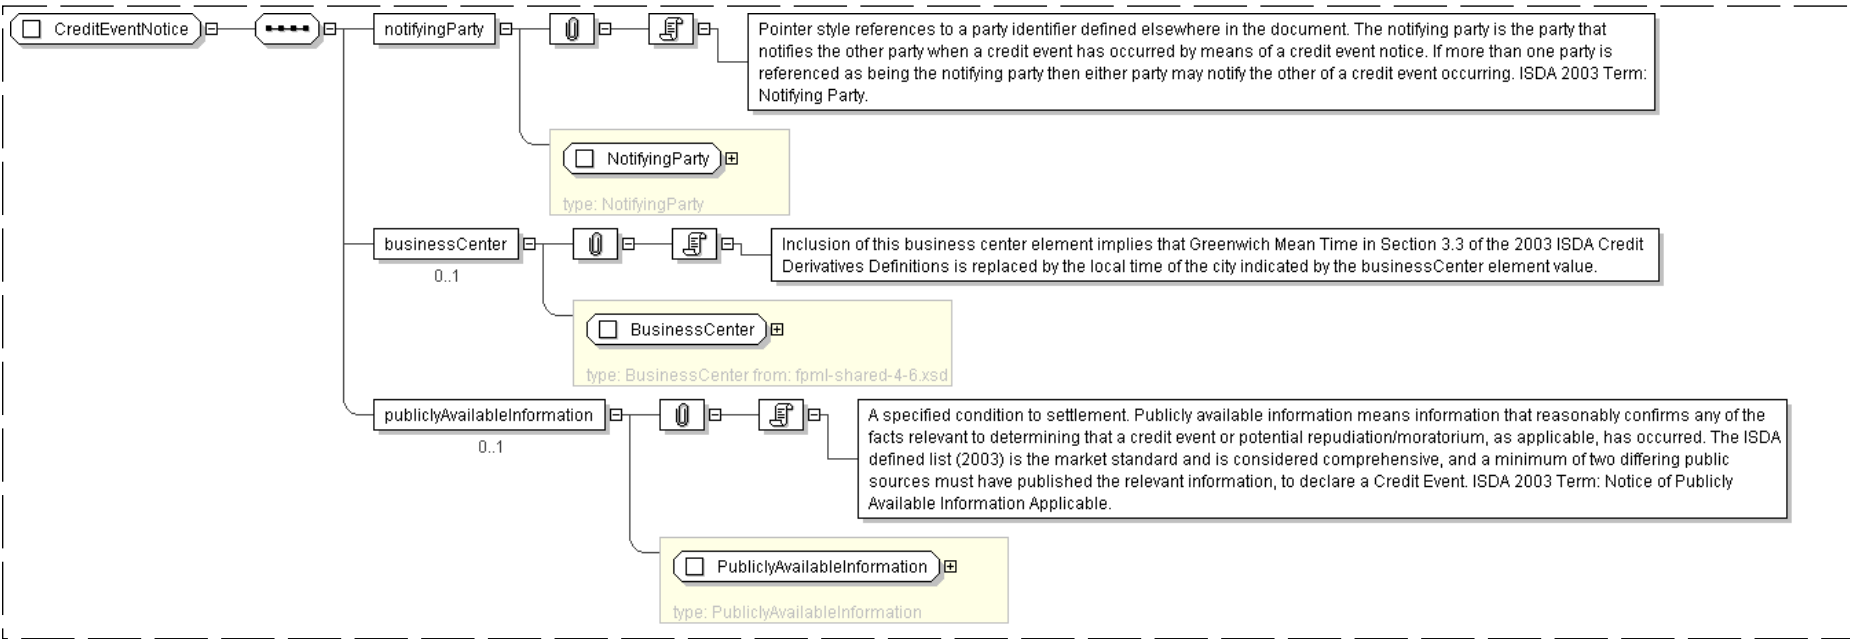 CreditEventNotice
notifyingParty
Pointer style references to a party identifier defined elsewhere in the document. The notifying party is the party that
notifies the other party when a credit event has occurred by means of a credit event notice. If more than one party is
referenced as being the notifying party then either party may notify the other of a credit event occurring. ISDA 2003 Term:
Notifying Party.
NotifyingParty
type: NotifyingParty
businessCenter
0..1
Inclusion of this business center element implies that Greenwich Mean Time in Section 3.3 of the 2003 ISDA Credit
Derivatives Definitions is replaced by the local time of the city indicated by the businessCenter element value.
BusinessCenter
type: BusinessCenter from: fpml-shared-4-6.xsd
publiclyAvailableInformation
0..1
A specified condition to settlement. Publicly available information means information that reasonably confirms any of the
facts relevant to determining that a credit event or potential repudiation/moratorium, as applicable, has occurred. The ISDA
defined list (2003) is the market standard and is considered comprehensive, and a minimum of two differing public
sources must have published the relevant information, to declare a Credit Event. ISDA 2003 Term: Notice of Publicly
Available Information Applicable.
PubliclyAvailableInformation
type: PubliclyAvailableInformation